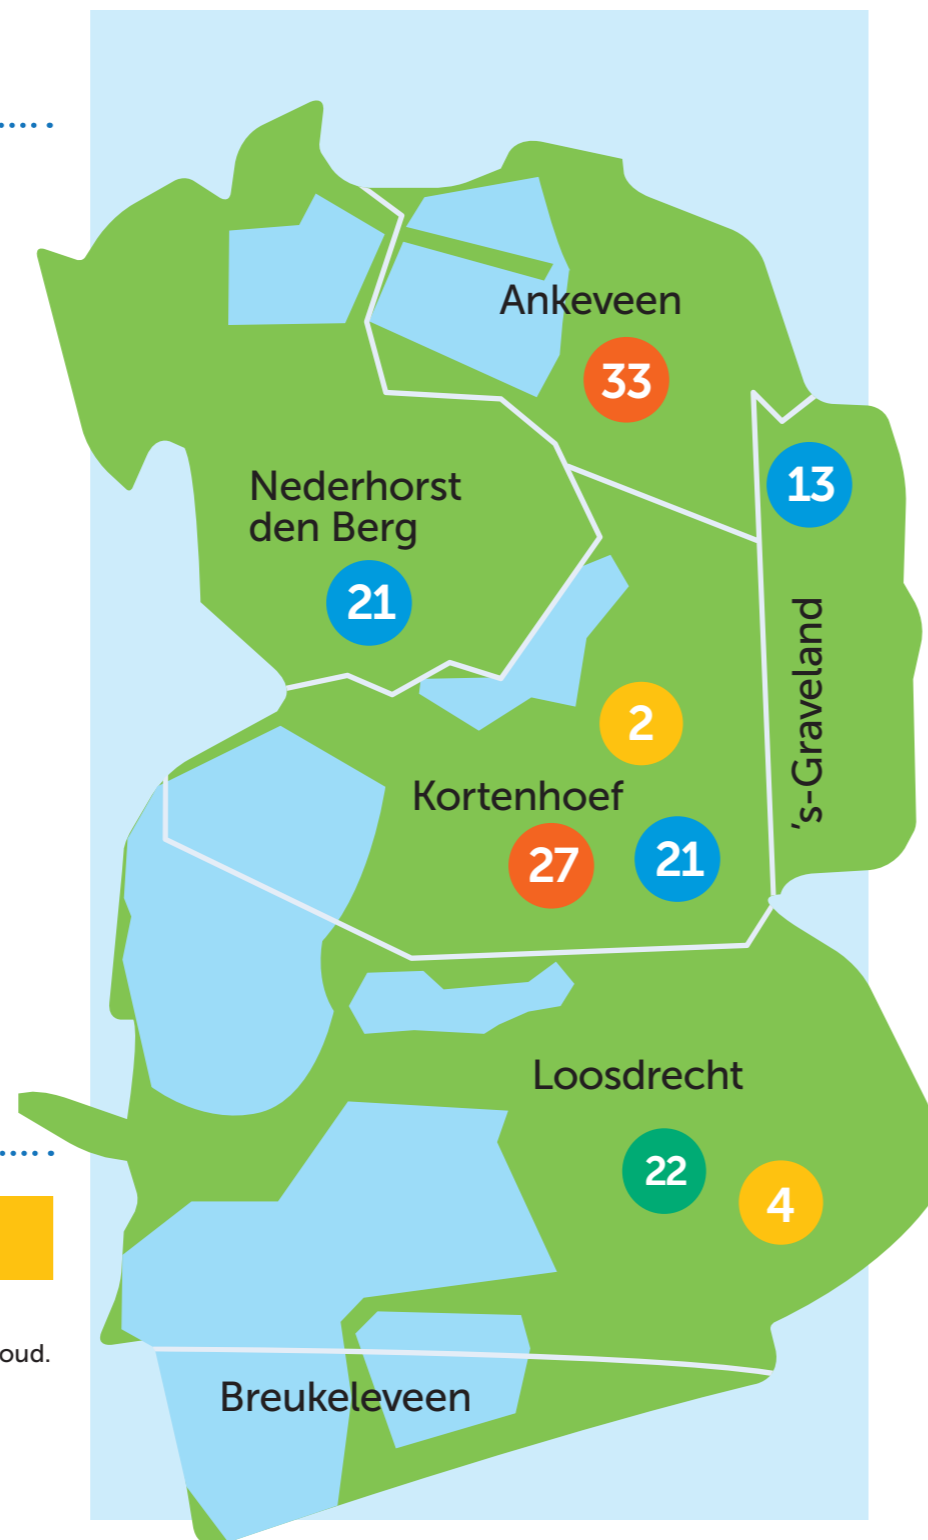 Ankeveen
33
13
Nederhorst
den Berg
21
's-Graveland
2
Kortenhoef
27
21
Loosdrecht
22
4
oud.
Breukeleveen